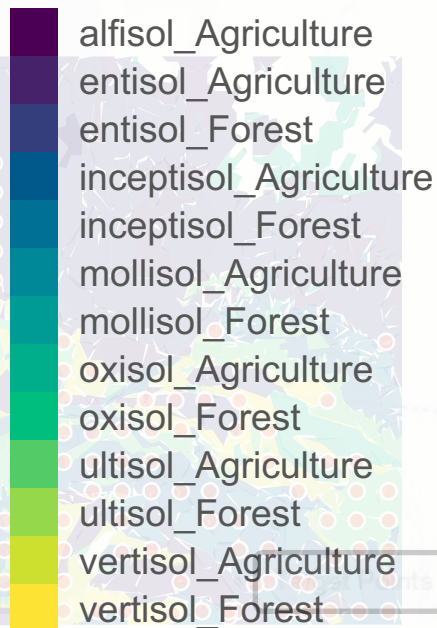 alfisol_Agriculture
entisol_Agriculture
entisol_Forest
inceptisol_Agriculture
inceptisol_Forest
mollisol_Agriculture
mollisol_Forest
oxisol_Agriculture
oxisol_Forest
ultisol_Agriculture
ultisol_Forest
vertisol_Agriculture
vertisol_Forest